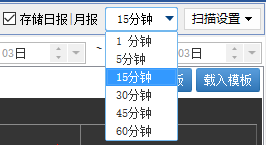 存储日报 月报 15分钟 扫描设置
03日 ~ 03日
1 分钟
5分钟
15分钟
30分钟
45分钟
60分钟
板 载入模板